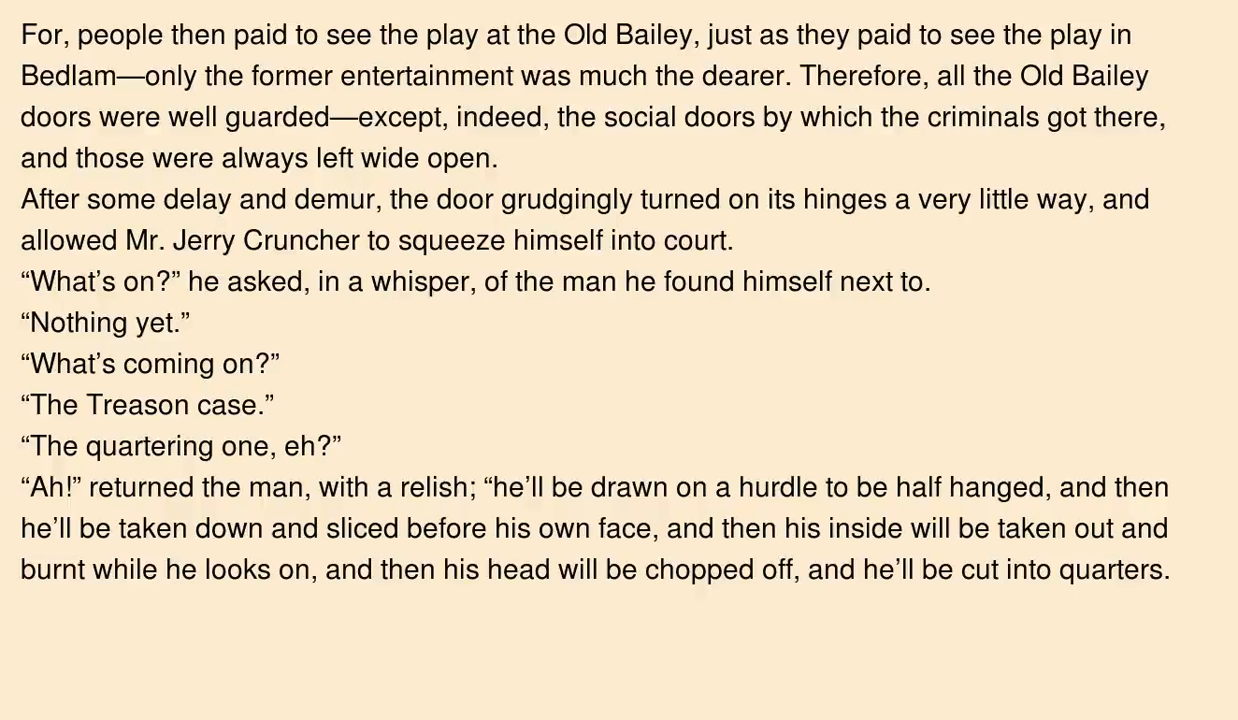 For, people then paid to see the play at the Old Bailey, just as they paid to see the play in
Bedlam—only the former entertainment was much the dearer. Therefore, all the Old Bailey
doors were well guarded—except, indeed, the social doors by which the criminals got there,
and those were always left wide open.
After some delay and demur, the door grudgingly turned on its hinges a very little way, and
allowed Mr. Jerry Cruncher to squeeze himself into court.
“What’s on?” he asked, in a whisper, of the man he found himself next to.
“Nothing yet.”
“What’s coming on?”
“The Treason case.”
“The quartering one, eh?”
“Ah!” returned the man, with a relish; “he’ll be drawn on a hurdle to be half hanged, and then
he’ll be taken down and sliced before his own face, and then his inside will be taken out and
burnt while he looks on, and then his head will be chopped off, and he’ll be cut into quarters.